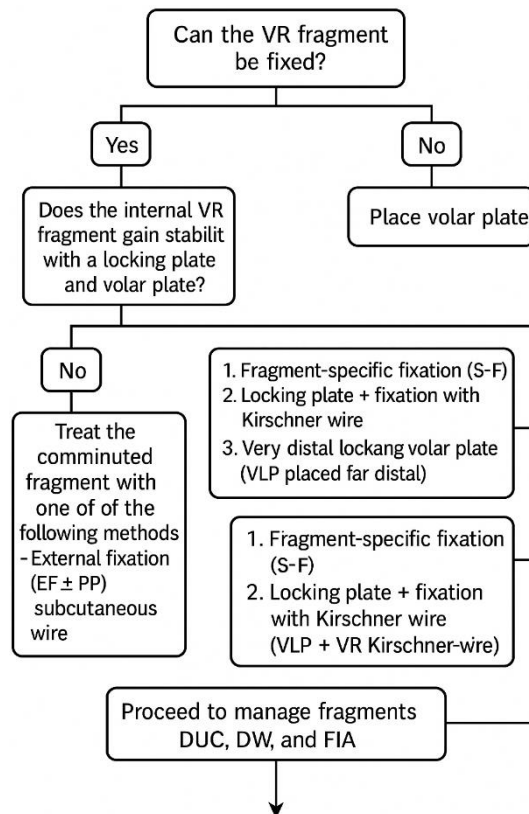 Can the VR fragment
be fixed?
Yes
No
Does the internal VR
fragment gain stabilit
with a locking plate
and volar plate?
Place volar plate
No
Treat the
comminuted
fragment with
one of of the
following methods
- External fixation
(EF ± PP)
subcutaneous
wire
1. Fragment-specific fixation (S-F)
2. Locking plate + fixation with
Kirschner wire
3. Very distal lockang volar plate
(VLP placed far distal)
1. Fragment-specific fixation
(S-F)
2. Locking plate + fixation
with Kirschner wire
(VLP + VR Kirschner-wire)
Proceed to manage fragments
DUC, DW, and FIA